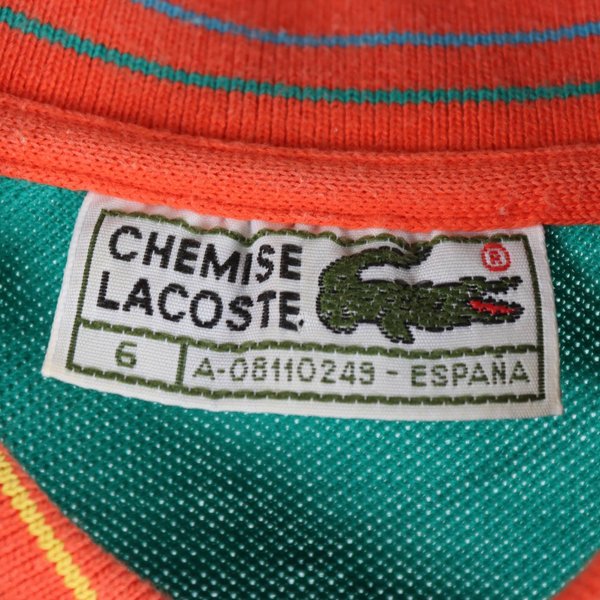 CHEMISE
LACOSTE
®
6
A-08110249 - ESPAÑA